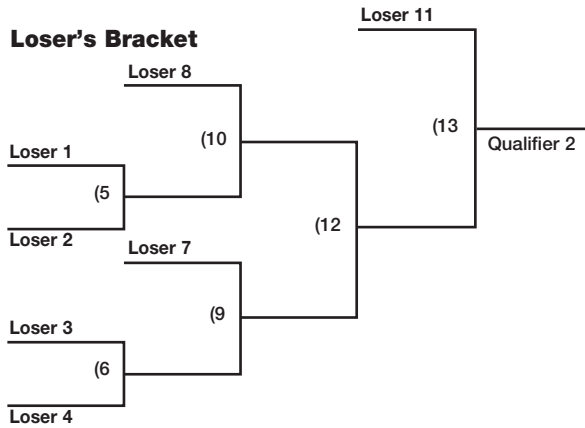 Loser 11
Loser's Bracket
Loser 8
(10
(13
Qualifier 2
Loser 1
(5
Loser 2
(12
Loser 7
(9
Loser 3
(6
Loser 4